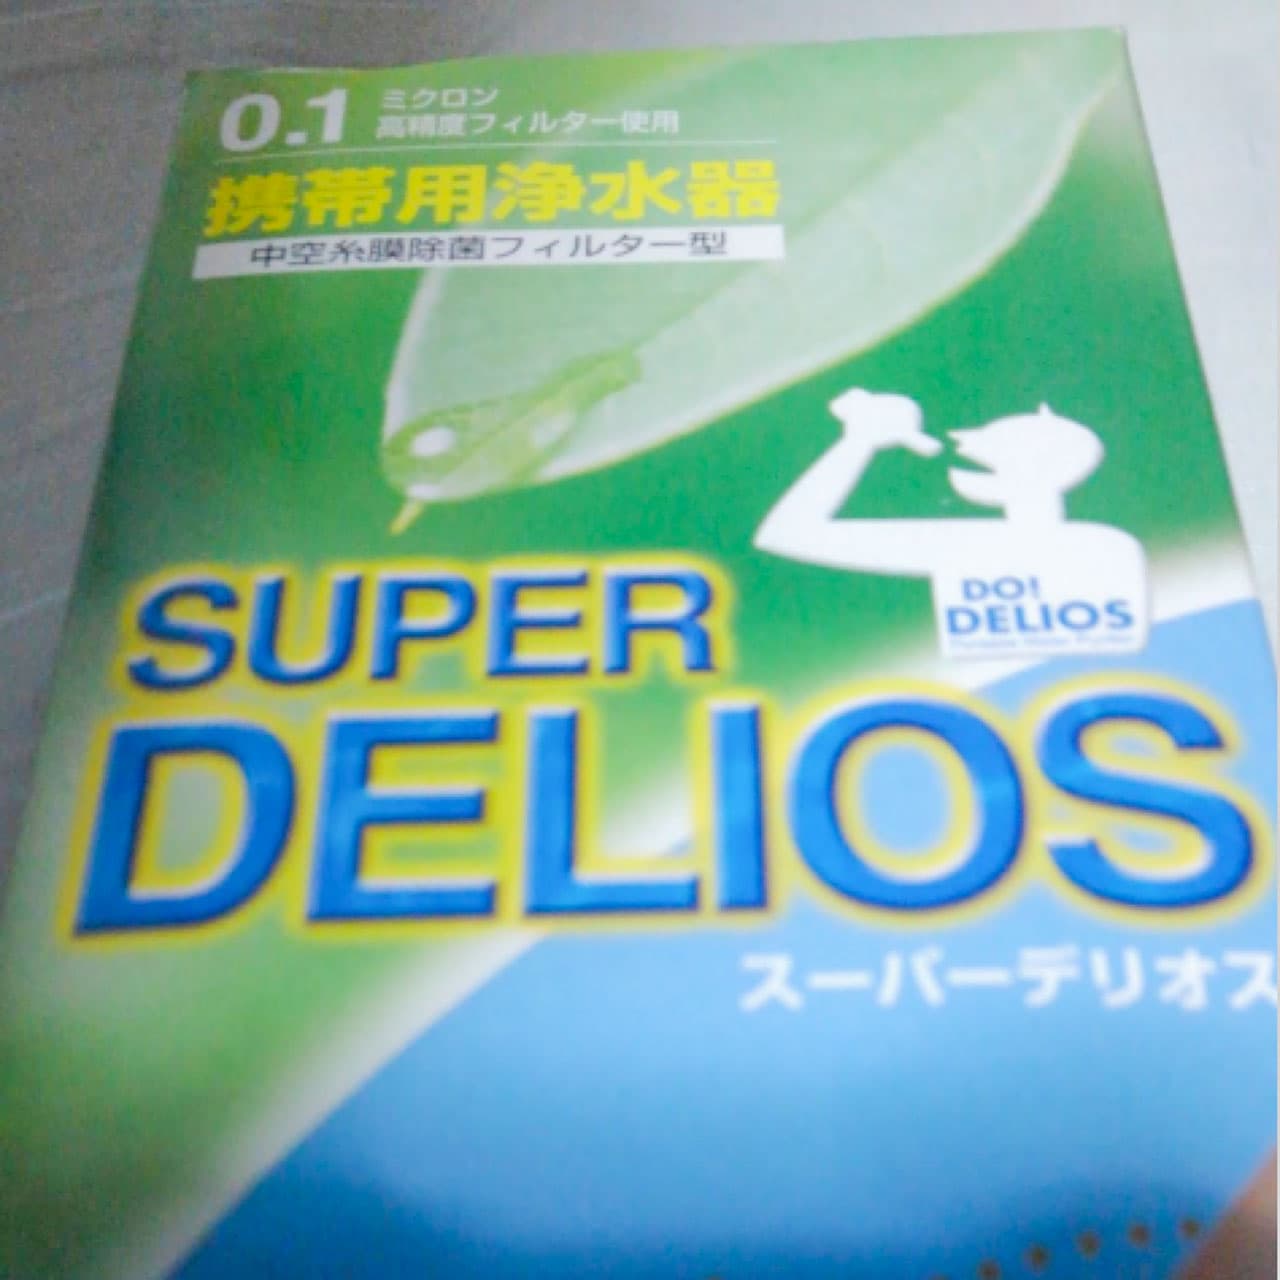 0.1 ミクロン
高精度フィルター使用
携帯用浄水器
中空糸膜除菌フィルター型
DO!
DELIOS
SUPER
DELIOS
スーパーデリオス